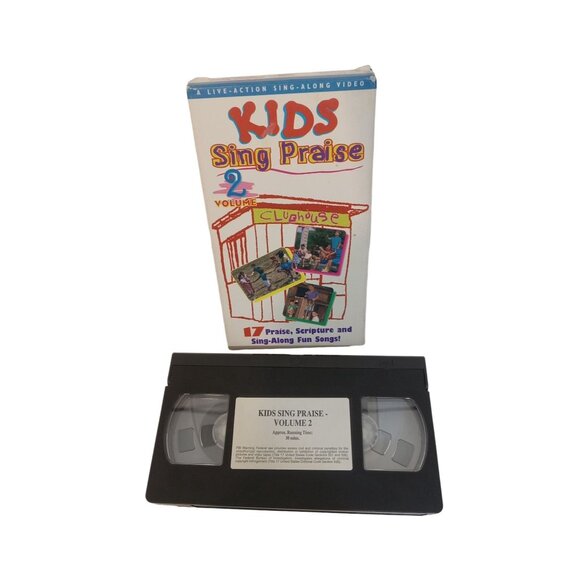 A LIVE-ACTION SING-ALONG VIDEO
KIDS
Sing Praise
2
VOLUME
CLUBHOUSE
17 Praise, Scripture and
Sing-Along Fun Songs!
KIDS SING PRAISE -
VOLUME 2
Approx. Running Time:
30 mins.